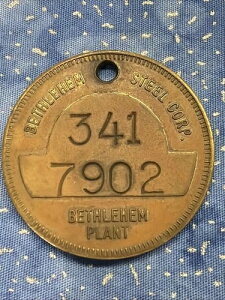 BETHLEHEM STEEL CORP.
341
7902
BETHLEHEM
PLANT